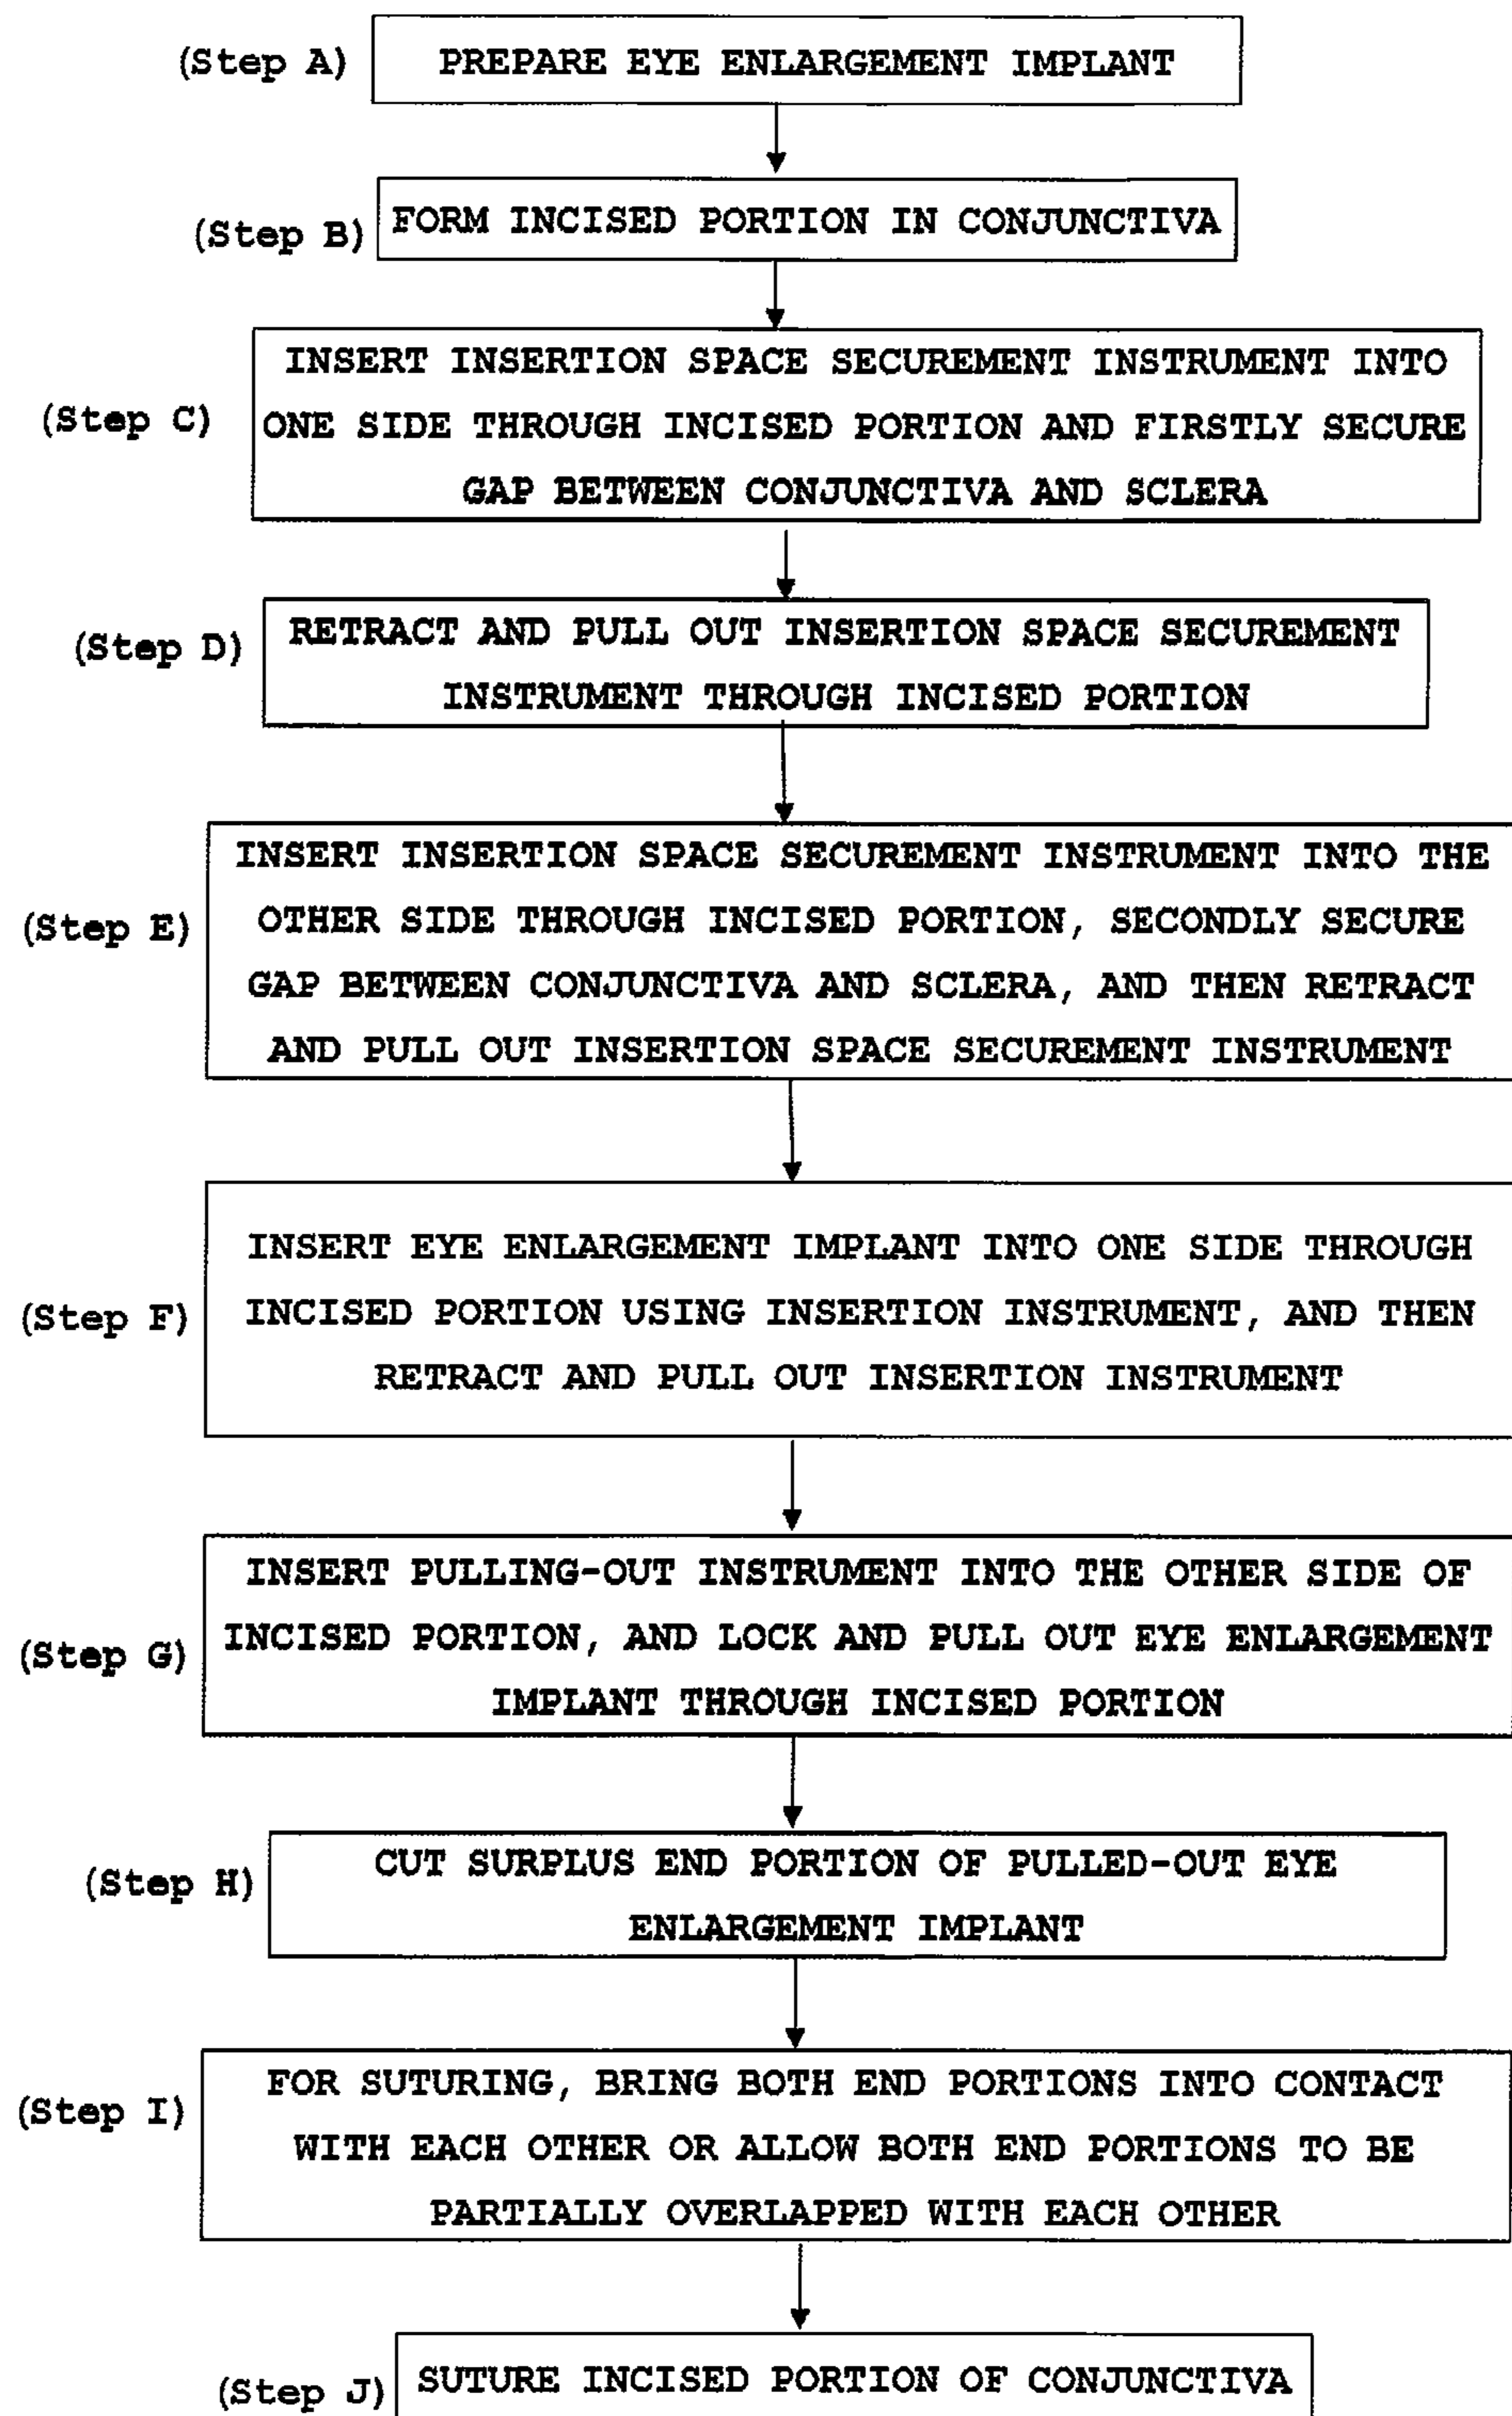 (Step A) PREPARE EYE ENLARGEMENT IMPLANT
(Step B) FORM INCISED PORTION IN CONJUNCTIVA
(Step C)
INSERT INSERTION SPACE SECUREMENT INSTRUMENT INTO
ONE SIDE THROUGH INCISED PORTION AND FIRSTLY SECURE
GAP BETWEEN CONJUNCTIVA AND SCLERA
(Step D)
RETRACT AND PULL OUT INSERTION SPACE SECUREMENT
INSTRUMENT THROUGH INCISED PORTION
(Step E)
INSERT INSERTION SPACE SECUREMENT INSTRUMENT INTO THE
OTHER SIDE THROUGH INCISED PORTION, SECONDLY SECURE
GAP BETWEEN CONJUNCTIVA AND SCLERA, AND THEN RETRACT
AND PULL OUT INSERTION SPACE SECUREMENT INSTRUMENT
(Step F)
INSERT EYE ENLARGEMENT IMPLANT INTO ONE SIDE THROUGH
INCISED PORTION USING INSERTION INSTRUMENT, AND THEN
RETRACT AND PULL OUT INSERTION INSTRUMENT
(Step G)
INSERT PULLING-OUT INSTRUMENT INTO THE OTHER SIDE OF
INCISED PORTION, AND LOCK AND PULL OUT EYE ENLARGEMENT
IMPLANT THROUGH INCISED PORTION
(Step H)
CUT SURPLUS END PORTION OF PULLED-OUT EYE
ENLARGEMENT IMPLANT
(Step I)
FOR SUTURING, BRING BOTH END PORTIONS INTO CONTACT
WITH EACH OTHER OR ALLOW BOTH END PORTIONS TO BE
PARTIALLY OVERLAPPED WITH EACH OTHER
(Step J) SUTURE INCISED PORTION OF CONJUNCTIVA